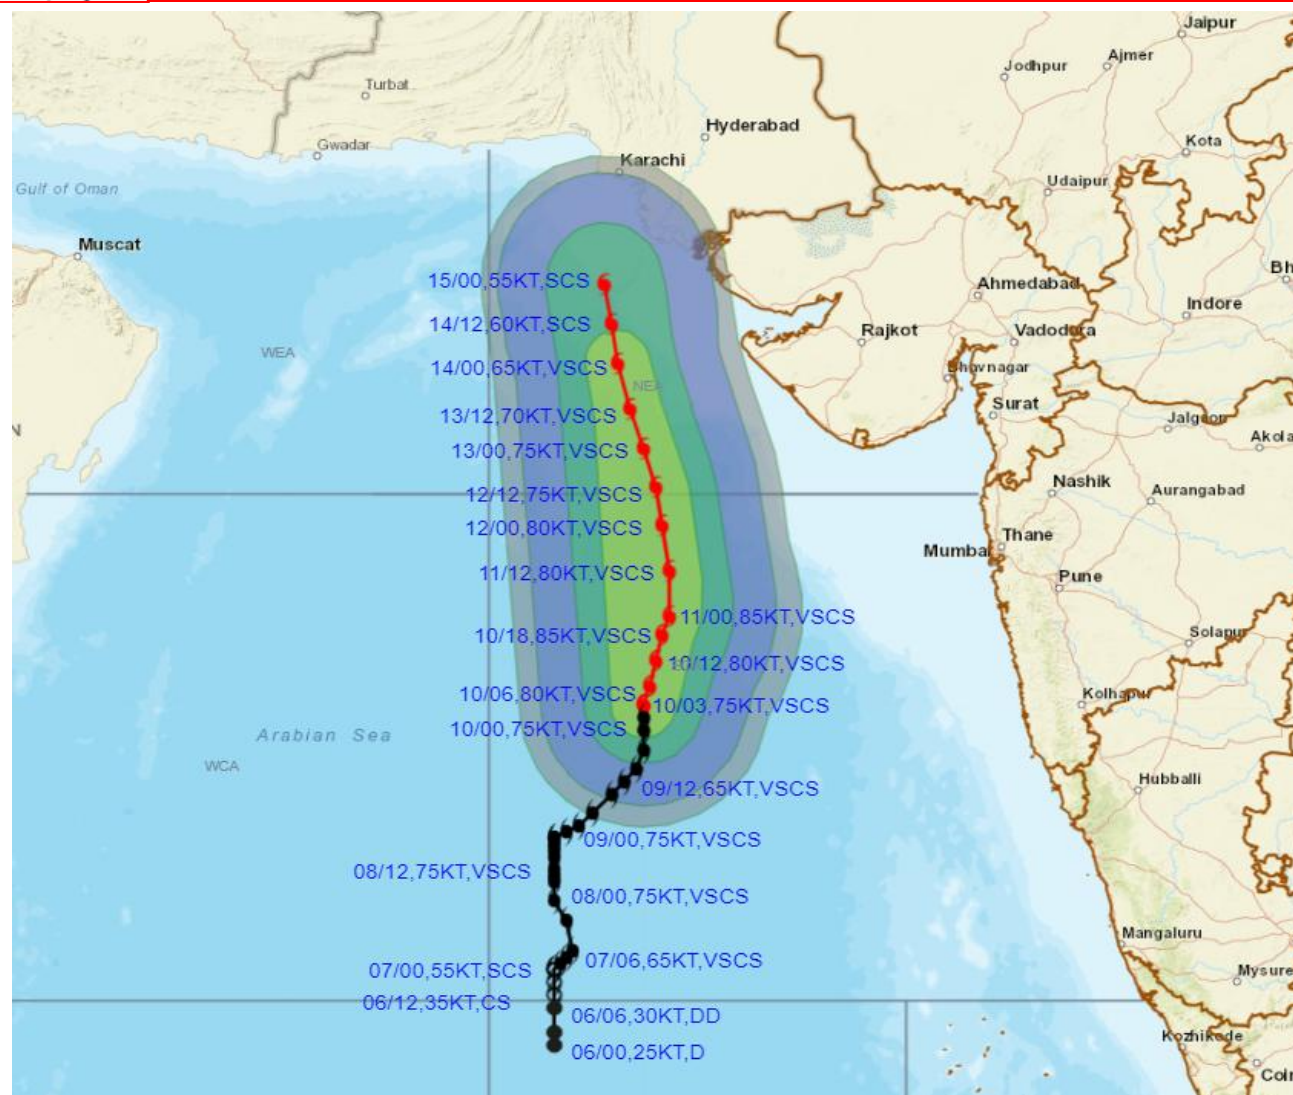 Jaipur
Ajmer
Jodhpur
Turbat
Hyderabad
Kota
Gwadar
Karachi
Udaipur
Gulf of Oman
Muscat
Bh
15/00,55KT,SCS
Ahmedabad
Indore
14/12,60KT,SCS
Rajkot
Vadodora
WEA
14/00,65KT,VSCS
Bhavnagar
NEA
Surat
13/12,70KT,VSCS
Jalgaon
N
Akola
13/00,75KT,VSCS
Nashik
Aurangabad
12/12,75KT,VSCS
12/00,80KT,VSCS
Thane
Mumbai
11/12,80KT,VSCS
Pune
11/00,85KT,VSCS
Solapur
10/18,85KT,VSCS
10/12,80KT,VSCS
10/06,80KT,VSCS
Kolhapur
10/03,75KT,VSCS
10/00,75KT,VSCS
Arabian Sea
WCA
Hubballi
09/12,65KT,VSCS
09/00,75KT,VSCS
08/12,75KT,VSCS
08/00,75KT,VSCS
Mangaluru
07/06,65KT,VSCS
07/00,55KT,SCS
Mysure
06/12,35KT,CS
06/06,30KT,DD
Kozhikode
06/00,25KT,D
Coi